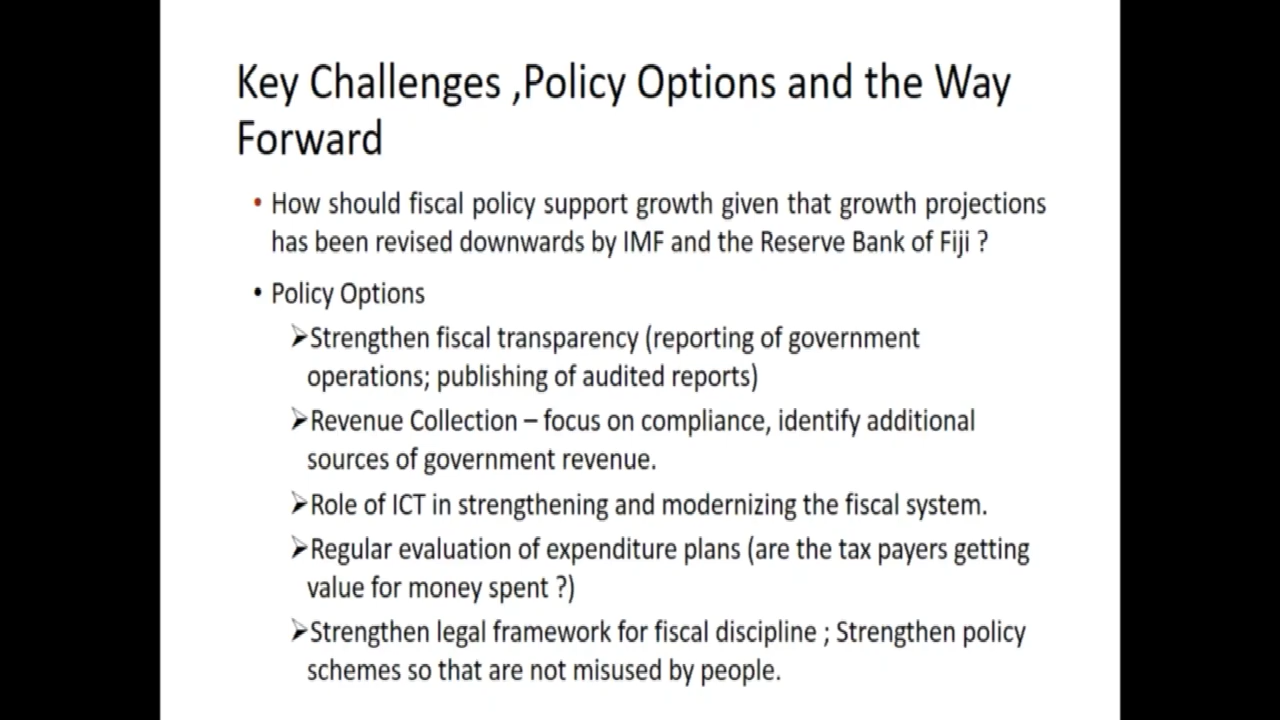 Key Challenges ,Policy Options and the Way
Forward
• How should fiscal policy support growth given that growth projections
has been revised downwards by IMF and the Reserve Bank of Fiji ?
• Policy Options
➢Strengthen fiscal transparency (reporting of government
operations; publishing of audited reports)
➢Revenue Collection – focus on compliance, identify additional
sources of government revenue.
➢Role of ICT in strengthening and modernizing the fiscal system.
➢Regular evaluation of expenditure plans (are the tax payers getting
value for money spent ?)
➢Strengthen legal framework for fiscal discipline ; Strengthen policy
schemes so that are not misused by people.